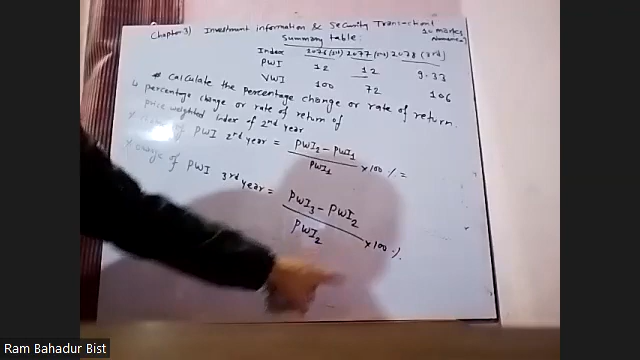 Chapter-3) Investment information & Security Transaction
10 marks
Numerical)
summary table:
Index 2076 (1st) 2077 (2nd) 2078 (3rd)
PWI 12 12 9.33
VWI 100 72 106
* Calculate the percentage change or rate of return.
percentage change or rate of return of
price weighted index of 2nd year
of PWI 2nd year = PWI2 - PWI1 / PWI1 × 100 % =
% change of PWI 3rd year = PWI3 - PWI2 / PWI2 × 100 %.
Ram Bahadur Bist